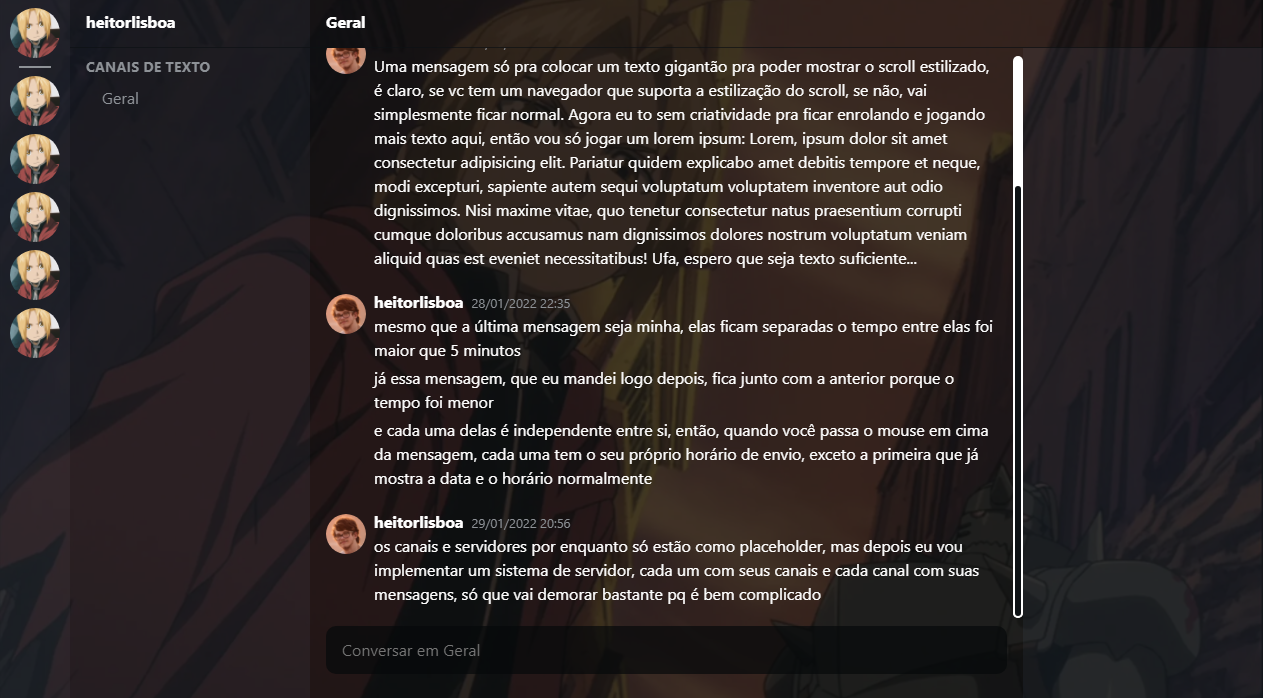 heitorlisboa
Geral
CANAIS DE TEXTO
Geral
Uma mensagem só pra colocar um texto gigantão pra poder mostrar o scroll estilizado,
é claro, se vc tem um navegador que suporta a estilização do scroll, se não, vai
simplesmente ficar normal. Agora eu to sem criatividade pra ficar enrolando e jogando
mais texto aqui, então vou só jogar um lorem ipsum: Lorem, ipsum dolor sit amet
consectetur adipisicing elit. Pariatur quidem explicabo amet debitis tempore et neque,
modi excepturi, sapiente autem sequi voluptatum voluptatem inventore aut odio
dignissimos. Nisi maxime vitae, quo tenetur consectetur natus praesentium corrupti
cumque doloribus accusamus nam dignissimos dolores nostrum voluptatum veniam
aliquid quas est eveniet necessitatibus! Ufa, espero que seja texto suficiente...
heitorlisboa 28/01/2022 22:35
mesmo que a última mensagem seja minha, elas ficam separadas o tempo entre elas foi
maior que 5 minutos
já essa mensagem, que eu mandei logo depois, fica junto com a anterior porque o
tempo foi menor
e cada uma delas é independente entre si, então, quando você passa o mouse em cima
da mensagem, cada uma tem o seu próprio horário de envio, exceto a primeira que já
mostra a data e o horário normalmente
heitorlisboa 29/01/2022 20:56
os canais e servidores por enquanto só estão como placeholder, mas depois eu vou
implementar um sistema de servidor, cada um com seus canais e cada canal com suas
mensagens, só que vai demorar bastante pq é bem complicado
Conversar em Geral